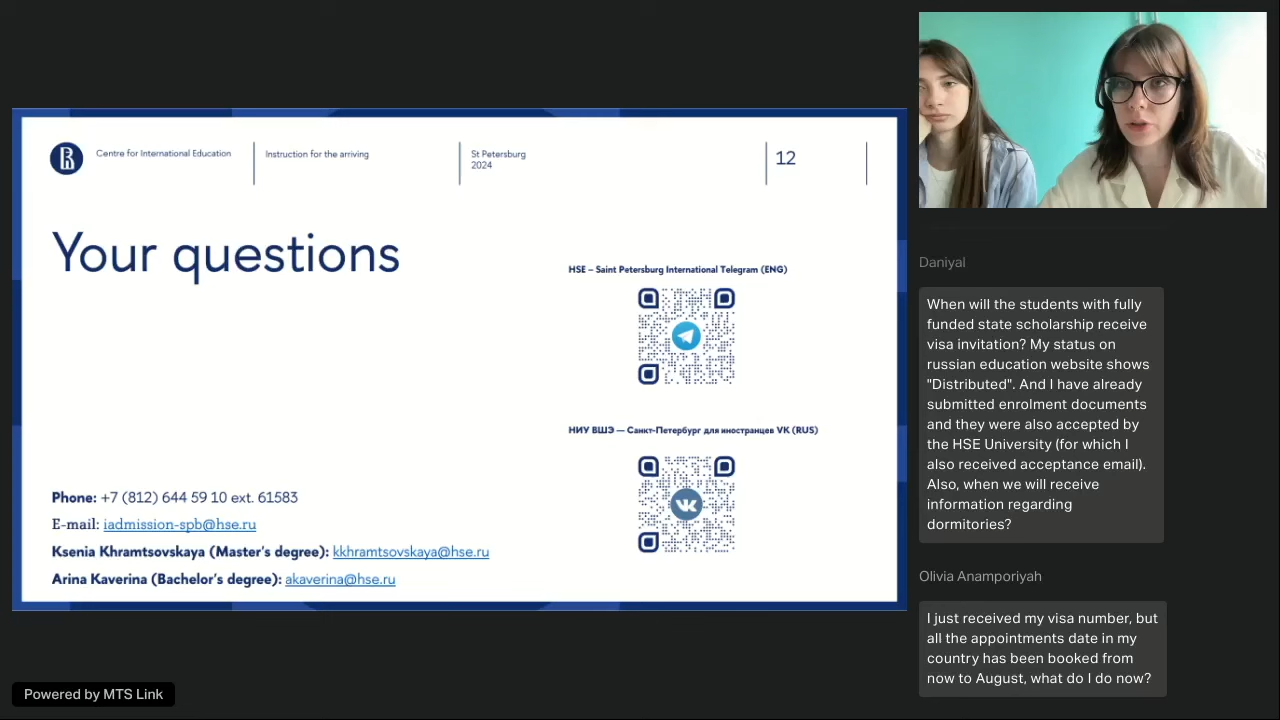 Centre for International Education
Instruction for the arriving
St Petersburg
2024
12
Your questions
HSE – Saint Petersburg International Telegram (ENG)
НИУ ВШЭ — Санкт-Петербург для иностранцев VK (RUS)
Phone: +7 (812) 644 59 10 ext. 61583
E-mail: iadmission-spb@hse.ru
Ksenia Khramtsovskaya (Master's degree): kkhramtsovskaya@hse.ru
Arina Kaverina (Bachelor's degree): akaverina@hse.ru
Powered by MTS Link
Daniyal
When will the students with fully
funded state scholarship receive
visa invitation? My status on
russian education website shows
"Distributed". And I have already
submitted enrolment documents
and they were also accepted by
the HSE University (for which I
also received acceptance email).
Also, when we will receive
information regarding
dormitories?
Olivia Anamporiyah
I just received my visa number, but
all the appointments date in my
country has been booked from
now to August, what do I do now?